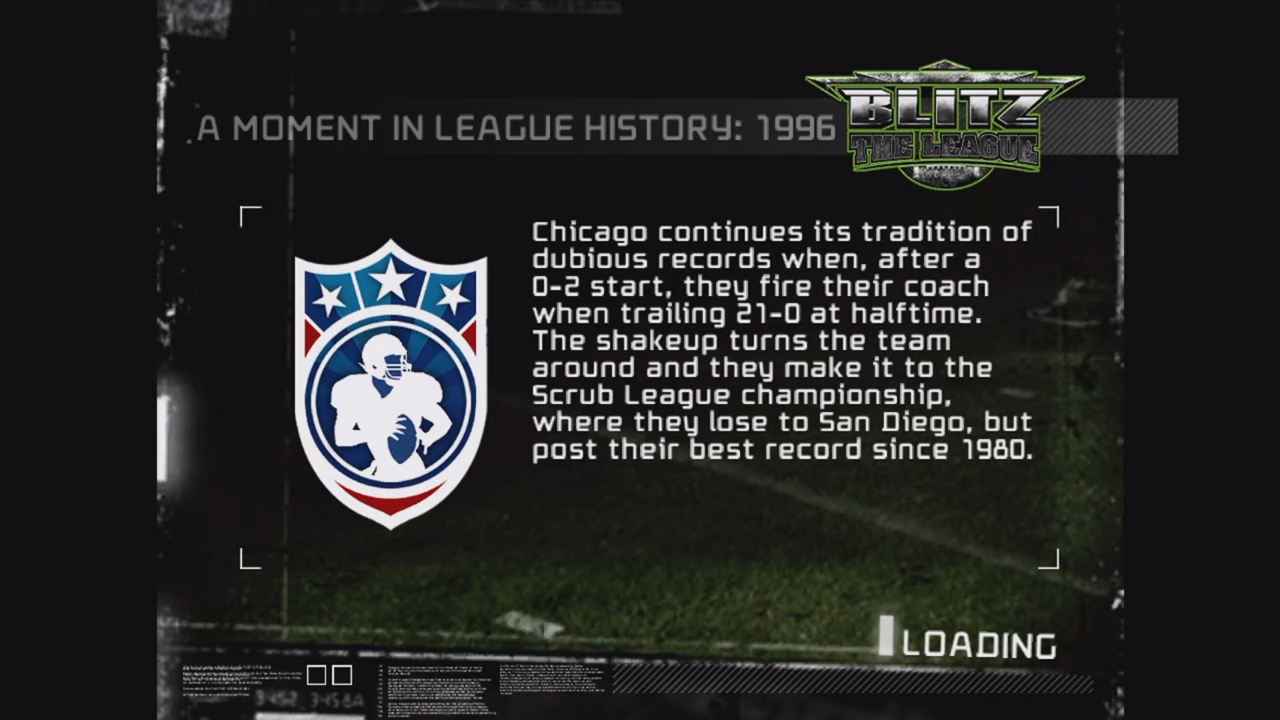 A MOMENT IN LEAGUE HISTORY: 1996
BLITZ
THE LEAGUE
Chicago continues its tradition of
dubious records when, after a
0-2 start, they fire their coach
when trailing 21-0 at halftime.
The shakeup turns the team
around and they make it to the
Scrub League championship,
where they lose to San Diego, but
post their best record since 1980.
LOADING